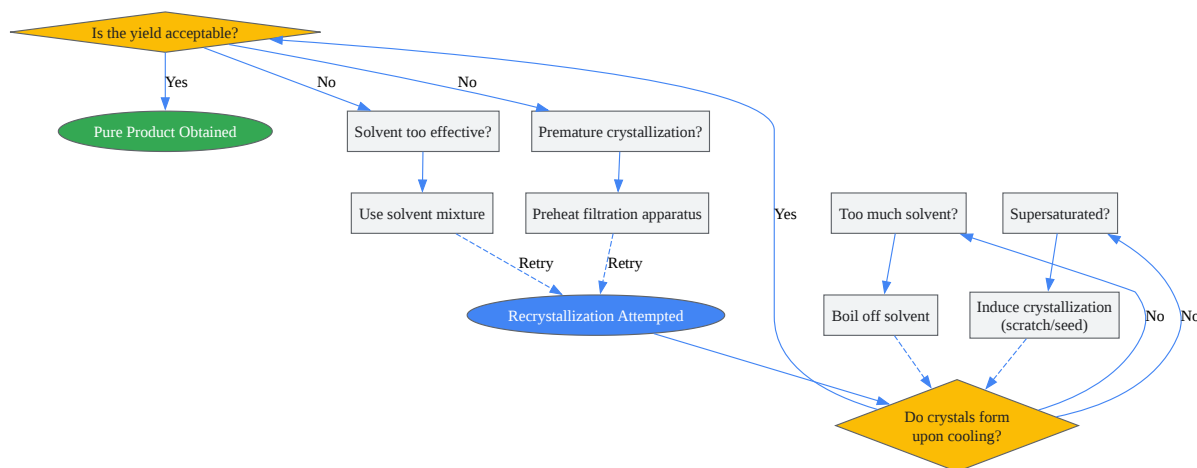 Is the yield acceptable?
Yes
No
No
Pure Product Obtained
Solvent too effective?
Premature crystallization?
Use solvent mixture
Preheat filtration apparatus
Yes
Too much solvent?
Supersaturated?
Retry
Retry
Recrystallization Attempted
Boil off solvent
Induce crystallization
(scratch/seed)
No
No
Do crystals form
upon cooling?